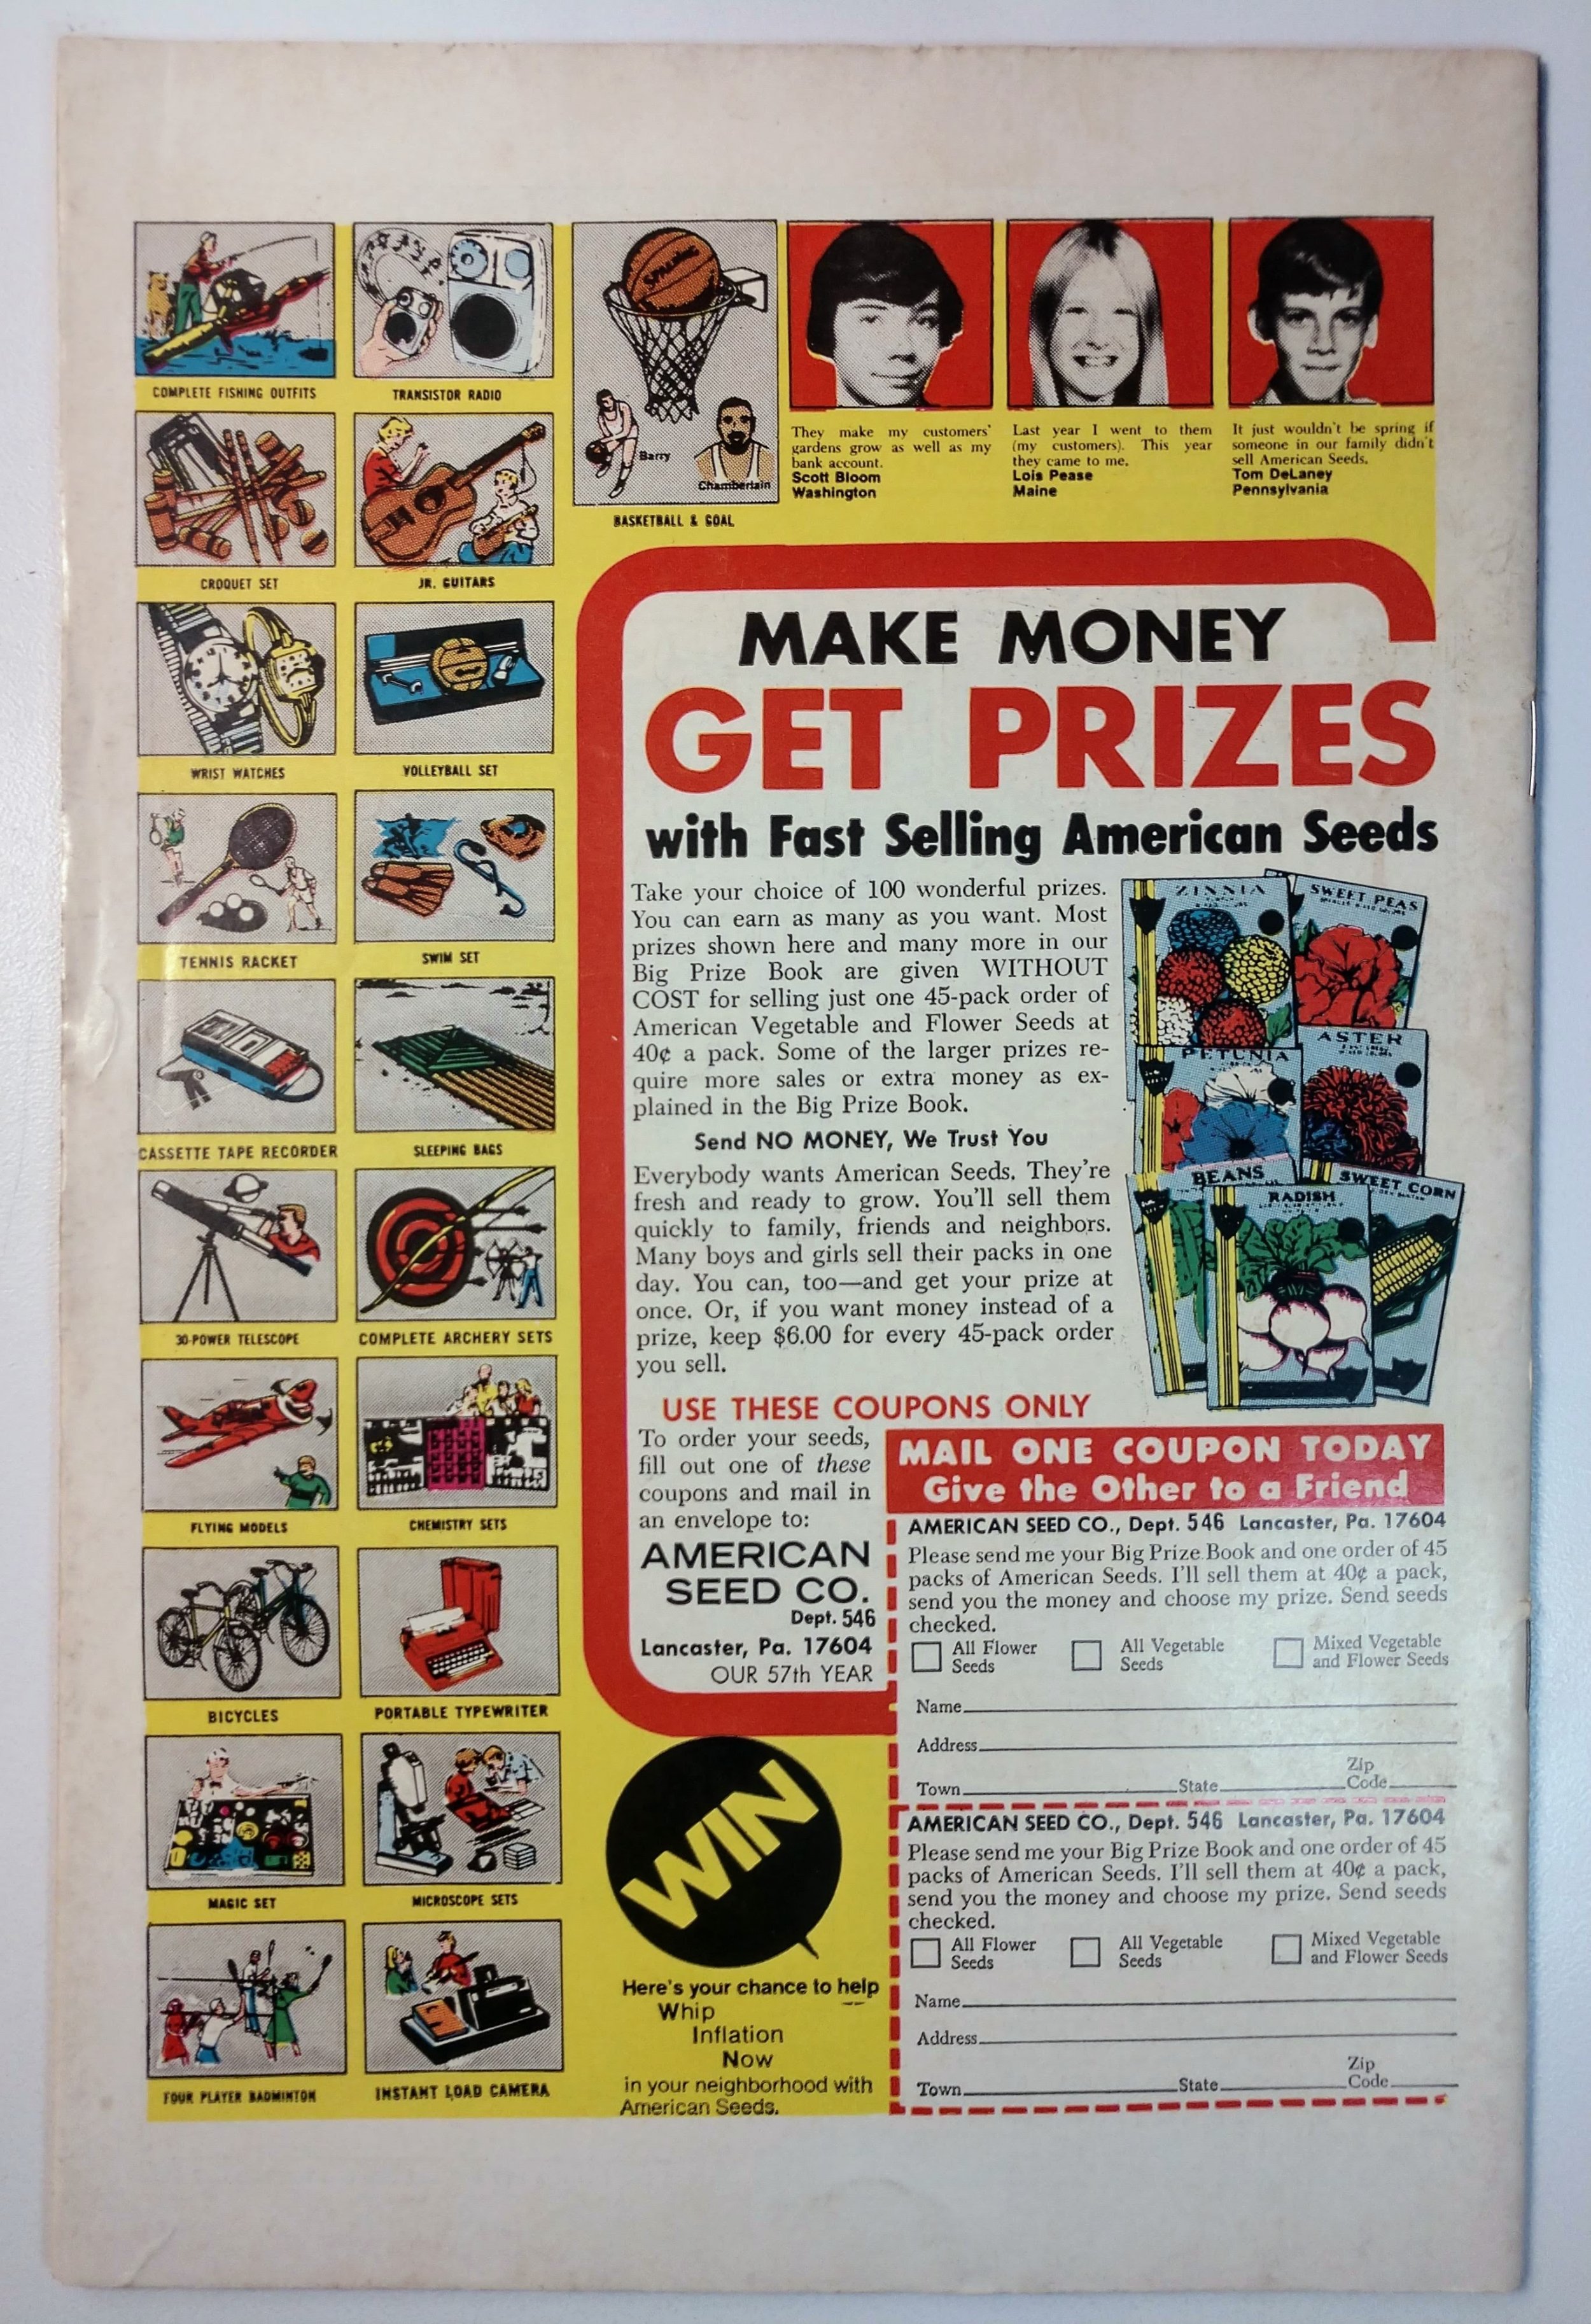 COMPLETE FISHING OUTFITS
TRANSISTOR RADIO
CROQUET SET
JR. GUITARS
WRIST WATCHES
VOLLEYBALL SET
TENNIS RACKET
SWIM SET
CASSETTE TAPE RECORDER
SLEEPING BAGS
30-POWER TELESCOPE
COMPLETE ARCHERY SETS
FLYING MODELS
CHEMISTRY SETS
BICYCLES
PORTABLE TYPEWRITER
MAGIC SET
MICROSCOPE SETS
FOUR PLAYER BADMINTON
INSTANT LOAD CAMERA
SPALDING
Barry
Chamberlain
BASKETBALL & GOAL
They make my customers'
gardens grow as well as my
bank account.
Scott Bloom
Washington
Last year I went to them
(my customers). This year
they came to me.
Lois Pease
Maine
It just wouldn't be spring if
someone in our family didn't
sell American Seeds.
Tom DeLaney
Pennsylvania
MAKE MONEY
GET PRIZES
with Fast Selling American Seeds
Take your choice of 100 wonderful prizes.
You can earn as many as you want. Most
prizes shown here and many more in our
Big Prize Book are given WITHOUT
COST for selling just one 45-pack order of
American Vegetable and Flower Seeds at
40¢ a pack. Some of the larger prizes re-
quire more sales or extra money as ex-
plained in the Big Prize Book.
Send NO MONEY, We Trust You
Everybody wants American Seeds. They're
fresh and ready to grow. You'll sell them
quickly to family, friends and neighbors.
Many boys and girls sell their packs in one
day. You can, too—and get your prize at
once. Or, if you want money instead of a
prize, keep $6.00 for every 45-pack order
you sell.
ZINNIA
SWEET PEAS
PETUNIA
ASTER
BEANS
RADISH
SWEET CORN
USE THESE COUPONS ONLY
To order your seeds,
fill out one of these
coupons and mail in
an envelope to:
AMERICAN
SEED CO.
Dept. 546
Lancaster, Pa. 17604
OUR 57th YEAR
MAIL ONE COUPON TODAY
Give the Other to a Friend
AMERICAN SEED CO., Dept. 546 Lancaster, Pa. 17604
Please send me your Big Prize Book and one order of 45
packs of American Seeds. I'll sell them at 40¢ a pack,
send you the money and choose my prize. Send seeds
checked.
All Flower Seeds
All Vegetable Seeds
Mixed Vegetable and Flower Seeds
Name
Address
Town State Zip Code
AMERICAN SEED CO., Dept. 546 Lancaster, Pa. 17604
Please send me your Big Prize Book and one order of 45
packs of American Seeds. I'll sell them at 40¢ a pack,
send you the money and choose my prize. Send seeds
checked.
All Flower Seeds
All Vegetable Seeds
Mixed Vegetable and Flower Seeds
Name
Address
Town State Zip Code
WIN
Here's your chance to help
Whip
Inflation
Now
in your neighborhood with
American Seeds.